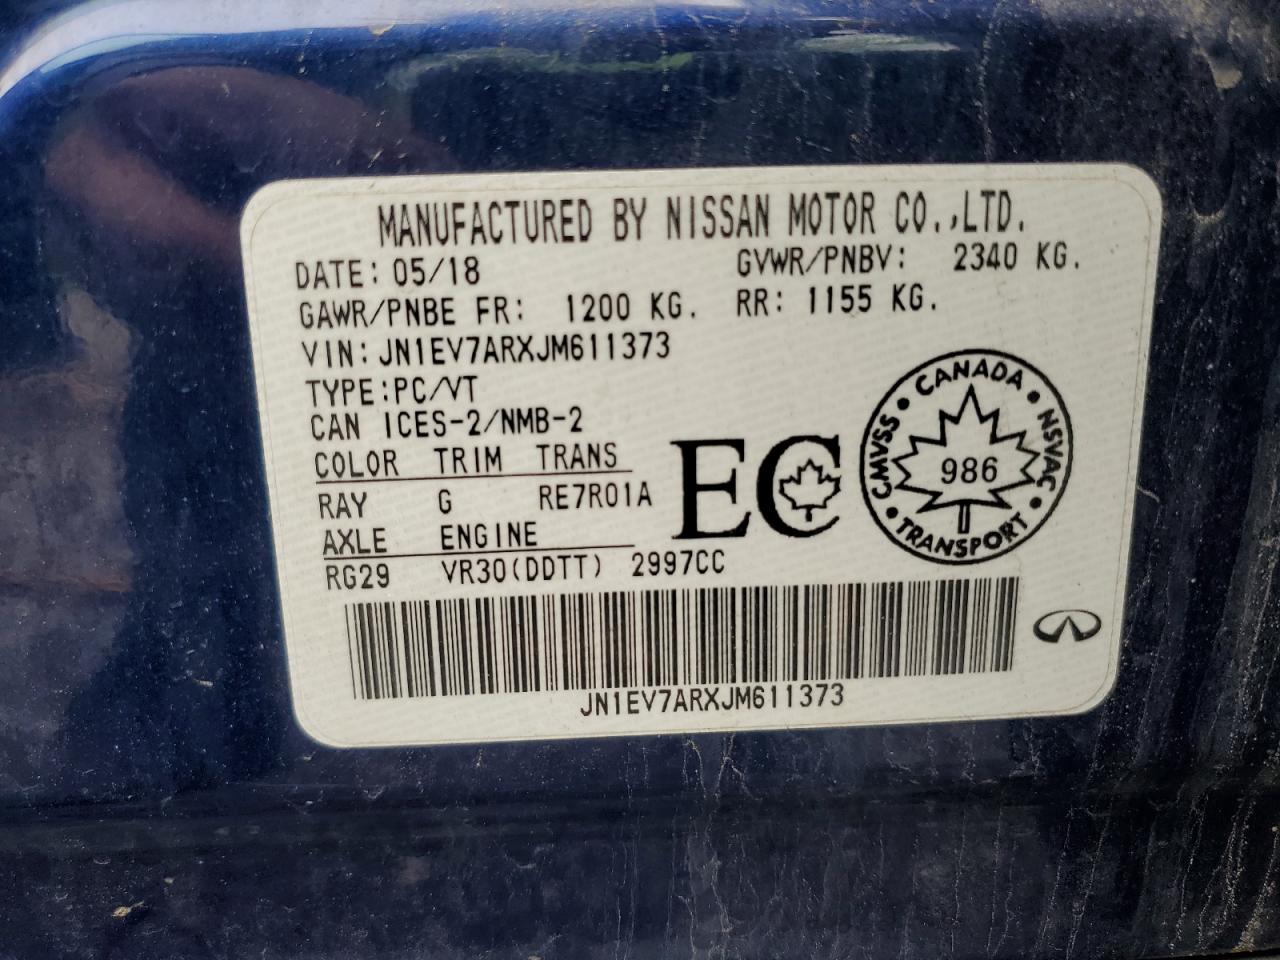 MANUFACTURED BY NISSAN MOTOR CO.,LTD.
DATE: 05/18 GVWR/PNBV: 2340 KG.
GAWR/PNBE FR: 1200 KG. RR: 1155 KG.
VIN: JN1EV7ARXJM611373
TYPE: PC/VT
CAN ICES-2/NMB-2
COLOR TRIM TRANS
RAY G RE7R01A
AXLE ENGINE
RG29 VR30(DDTT) 2997CC
EC
CANADA • NSVAC • TRANSPORT • CMVSS •
986
JN1EV7ARXJM611373